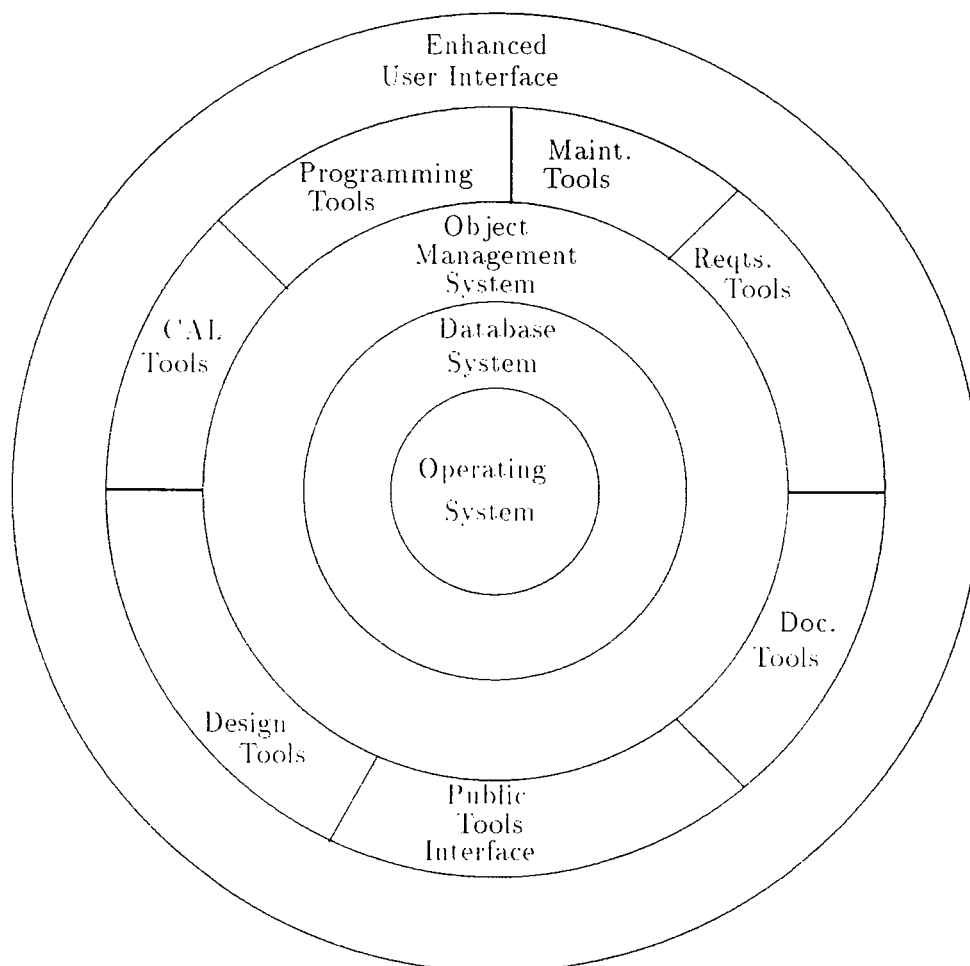 Enhanced
User Interface
Programming
Tools
Maint.
Tools
Object
Management
System
Reqts.
Tools
CAL
Tools
Database
System
Operating
System
Doc.
Tools
Design
Tools
Public
Tools
Interface